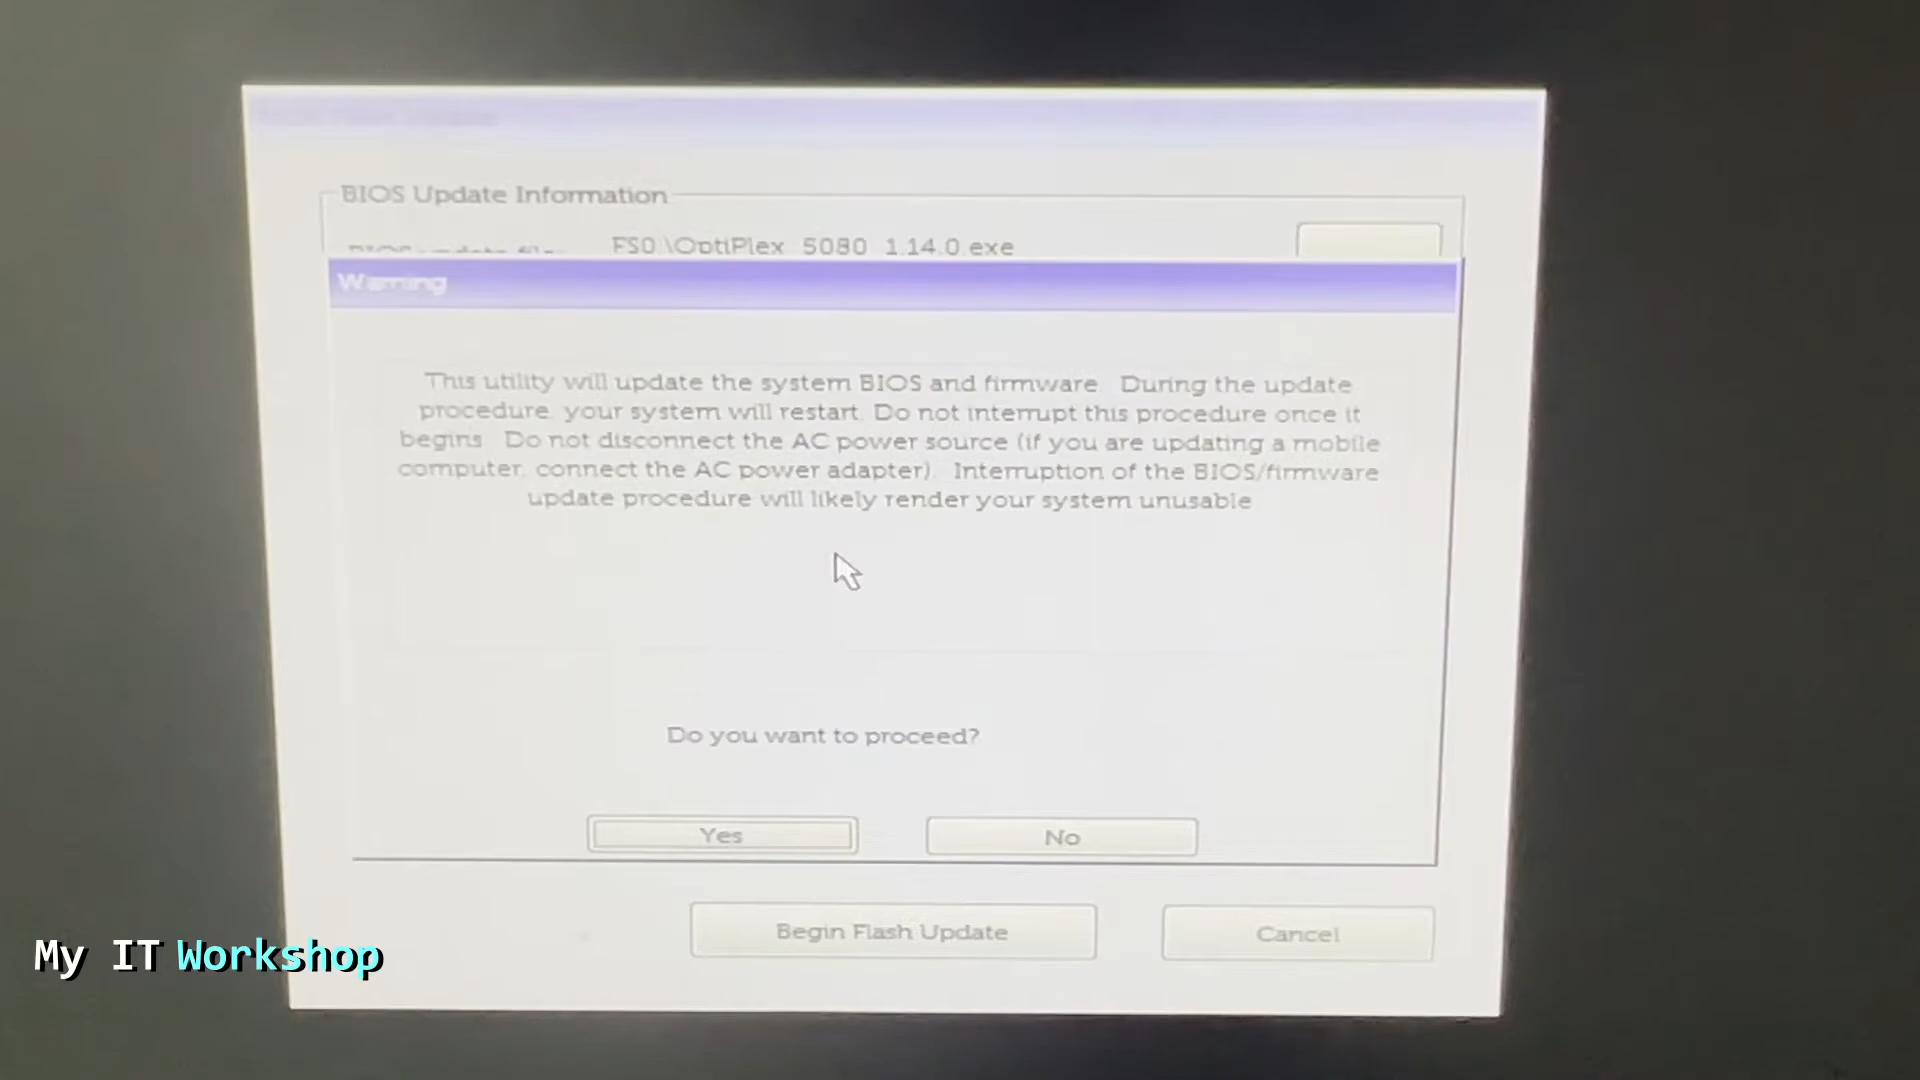 BIOS Update Information
FS0:\OptiPlex_5080_1.14.0.exe
Warning
This utility will update the system BIOS and firmware. During the update
procedure, your system will restart. Do not interrupt this procedure once it
begins. Do not disconnect the AC power source (if you are updating a mobile
computer, connect the AC power adapter). Interruption of the BIOS/firmware
update procedure will likely render your system unusable
Do you want to proceed?
Yes
No
Begin Flash Update
Cancel
My IT Workshop